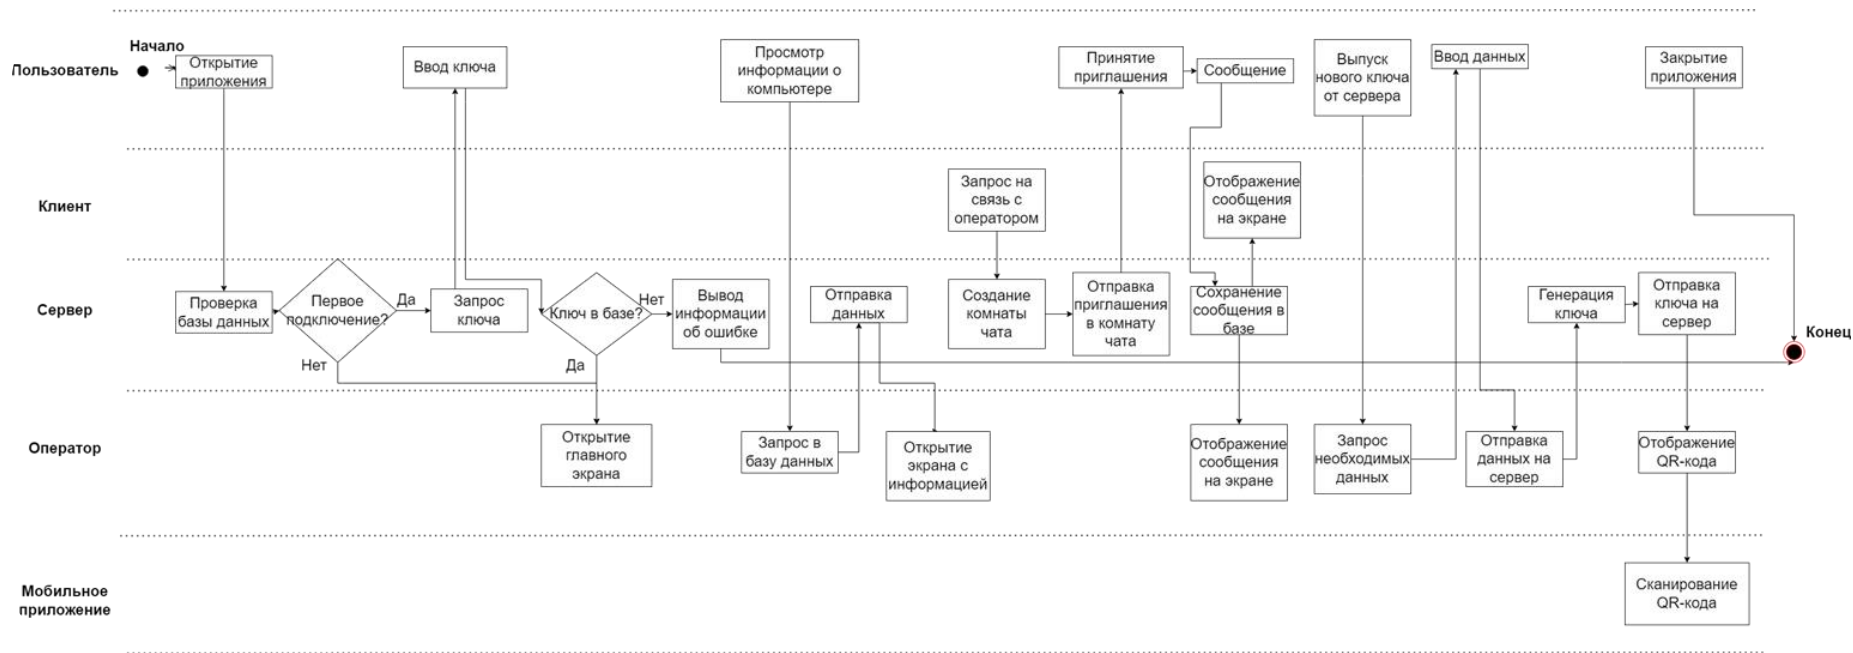 Начало
Пользователь
Открытие
приложения
Ввод ключа
Просмотр
информации о
компьютере
Принятие
приглашения
Сообщение
Выпуск
нового ключа
от сервера
Ввод данных
Закрытие
приложения
Клиент
Запрос на
связь с
оператором
Отображение
сообщения
на экране
Сервер
Проверка
базы данных
Первое
подключение?
Да
Нет
Запрос
ключа
Ключ в базе?
Нет
Да
Вывод
информации
об ошибке
Отправка
данных
Создание
комнаты
чата
Отправка
приглашения
в комнату
чата
Сохранение
сообщения в
базе
Генерация
ключа
Отправка
ключа на
сервер
Конец
Оператор
Открытие
главного
экрана
Запрос в
базу данных
Открытие
экрана с
информацией
Отображение
сообщения
на экране
Запрос
необходимых
данных
Отправка
данных на
сервер
Отображение
QR-кода
Мобильное
приложение
Сканирование
QR-кода